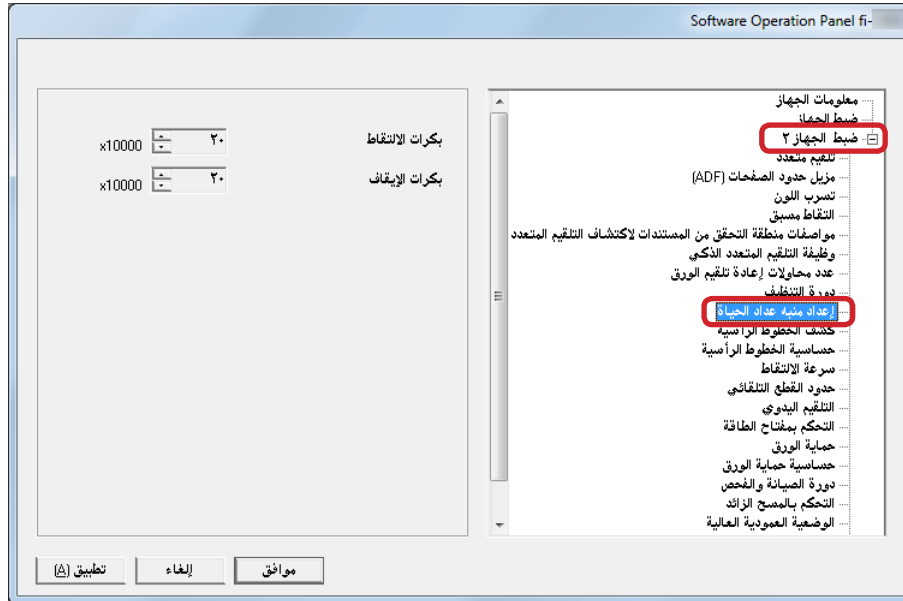 Software Operation Panel fi-
معلومات الجهاز
ضبط الجهاز
ضبط الجهاز ٢
تلقيم متعدد
مزيل حدود الصفحات (ADF)
تسرب اللون
التقاط مسبق
مواصفات منطقة التحقق من المستندات لاكتشاف التلقيم المتعدد
وظيفة التلقيم المتعدد الذكي
عدد محاولات إعادة تلقيم الورق
دورة التنظيف
إعداد منبه عداد الحياة
كشف الخطوط الرأسية
حساسية الخطوط الرأسية
سرعة الالتقاط
حدود القطع التلقائي
التلقيم اليدوي
التحكم بمفتاح الطاقة
حماية الورق
حساسية حماية الورق
دورة الصيانة والفحص
التحكم بالمسح الزائد
الوضعية العمودية العالية
بكرات الالتقاط ٢٠ x10000
بكرات الإيقاف ٢٠ x10000
موافق
إلغاء
تطبيق (A)